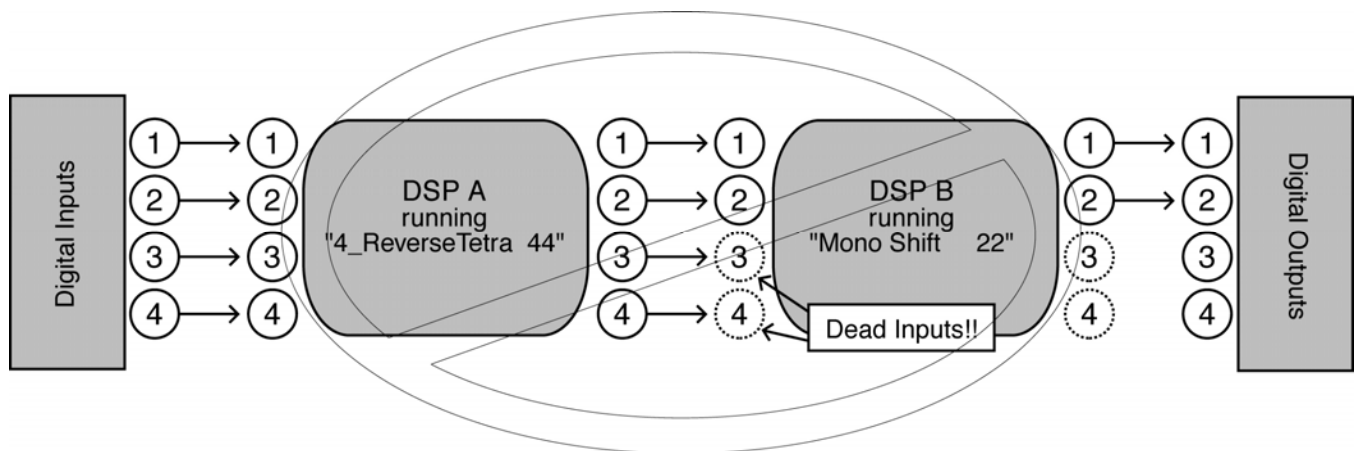 Digital Inputs
1 1 1 1 1 1
2 2 2 2 2 2
3 3 3 3 3 3
4 4 4 4 4 4
DSP A
running
"4_ReverseTetra 44"
DSP B
running
"Mono Shift 22"
Dead Inputs!!
Digital Outputs